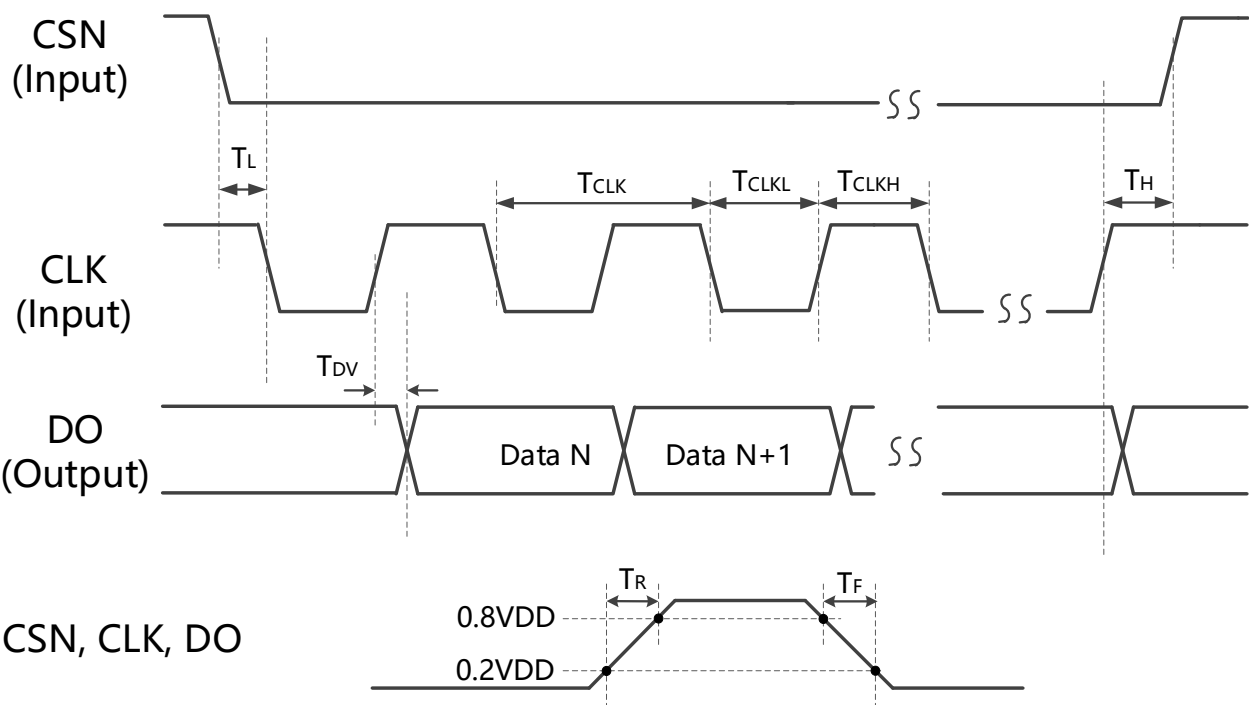 CSN
(Input)
TL
TCLK
TCLKL
TCLKH
TH
CLK
(Input)
TDV
DO
(Output)
Data N
Data N+1
TR
TF
0.8VDD
CSN, CLK, DO
0.2VDD